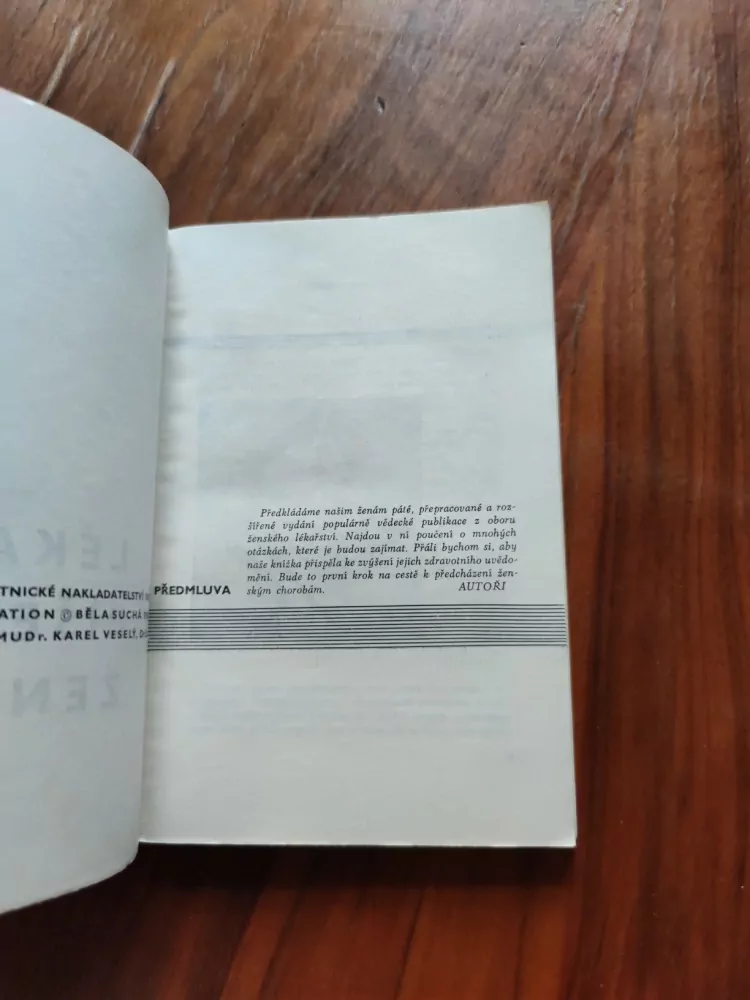 LÉKA
TNICKÉ NAKLADATELSTVÍ
ATION © BĚLA SUCHÁ
MUDr. KAREL VESELÝ,
ŽEN
PŘEDMLUVA
Předkládáme našim ženám páté, přepracované a roz-
šířené vydání populárně vědecké publikace z oboru
ženského lékařství. Najdou v ní poučení o mnohých
otázkách, které je budou zajímat. Přáli bychom si, aby
naše knížka přispěla ke zvýšení jejich zdravotního uvědo-
mění. Bude to první krok na cestě k předcházení žen-
ským chorobám. AUTOŘI